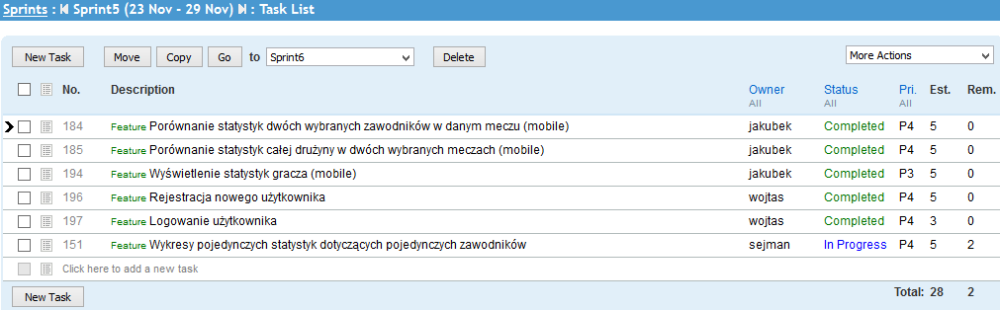 Sprints : Sprint5 (23 Nov - 29 Nov) : Task List
New Task Move Copy Go to Sprint6 Delete More Actions
No. Description Owner Status Pri. Est. Rem.
All All All
184 Feature Porównanie statystyk dwóch wybranych zawodników w danym meczu (mobile) jakubek Completed P4 5 0
185 Feature Porównanie statystyk całej drużyny w dwóch wybranych meczach (mobile) jakubek Completed P4 5 0
194 Feature Wyświetlenie statystyk gracza (mobile) jakubek Completed P3 5 0
196 Feature Rejestracja nowego użytkownika wojtas Completed P4 5 0
197 Feature Logowanie użytkownika wojtas Completed P4 3 0
151 Feature Wykresy pojedynczych statystyk dotyczących pojedynczych zawodników sejman In Progress P4 5 2
Click here to add a new task
New Task Total: 28 2